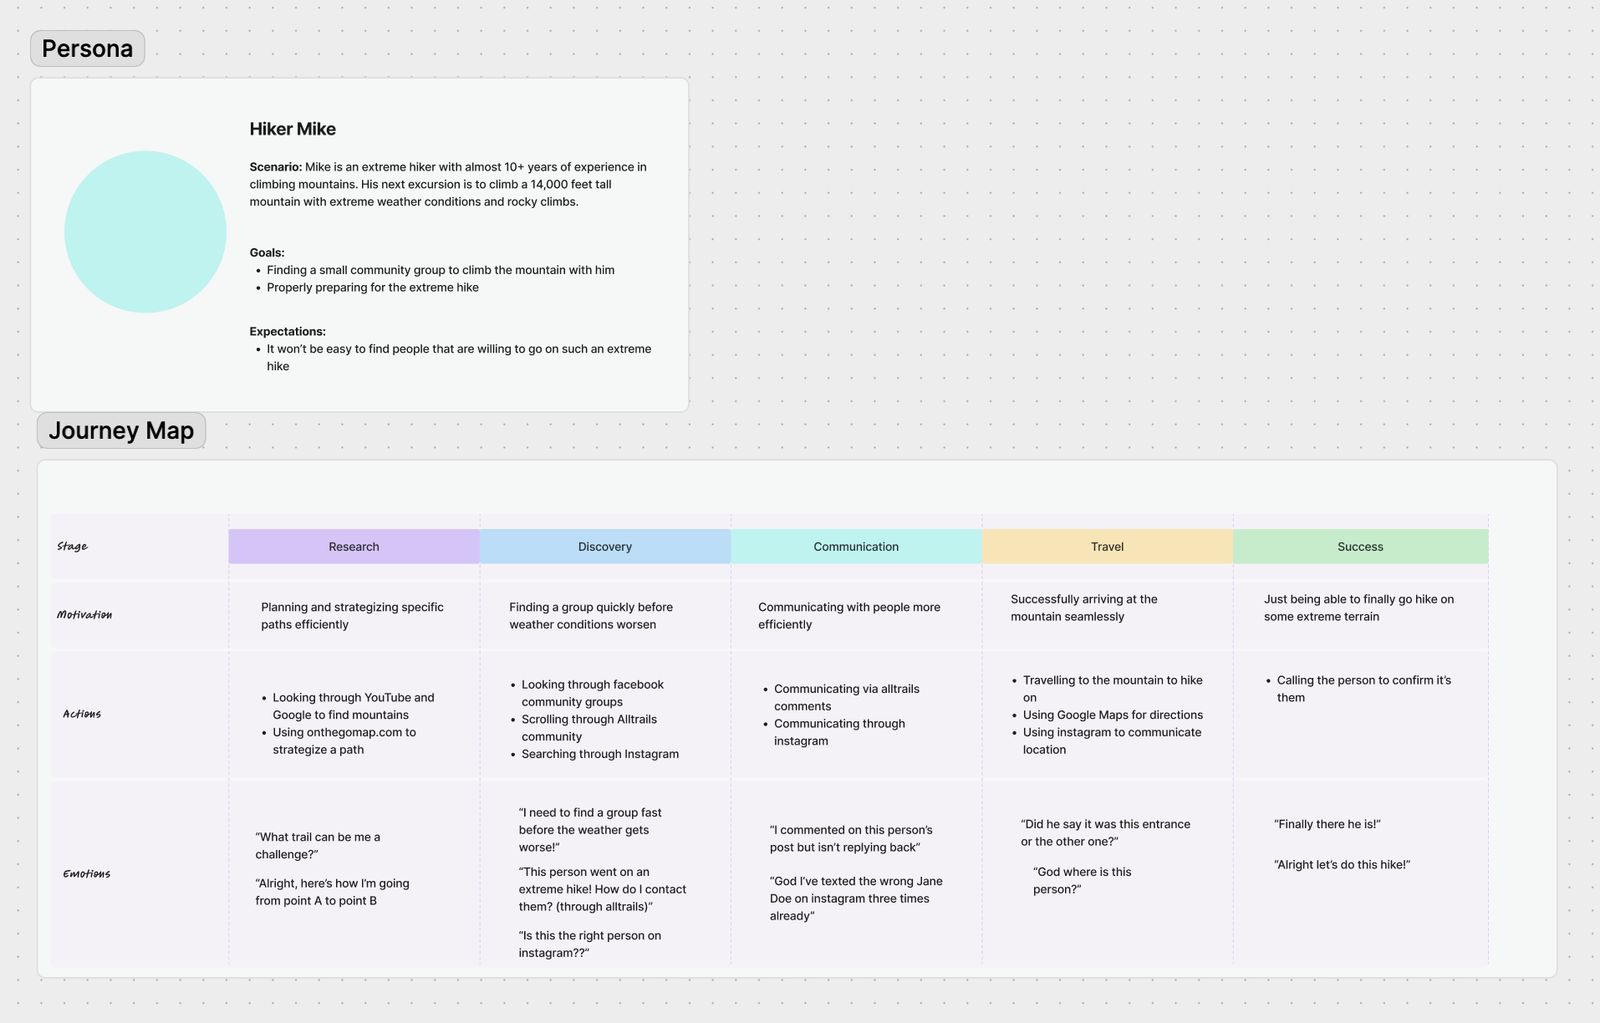 Persona
Hiker Mike
Scenario: Mike is an extreme hiker with almost 10+ years of experience in
climbing mountains. His next excursion is to climb a 14,000 feet tall
mountain with extreme weather conditions and rocky climbs.
Goals:
• Finding a small community group to climb the mountain with him
• Properly preparing for the extreme hike
Expectations:
• It won’t be easy to find people that are willing to go on such an extreme
hike
Journey Map
Stage
Research
Discovery
Communication
Travel
Success
Motivation
Planning and strategizing specific
paths efficiently
Finding a group quickly before
weather conditions worsen
Communicating with people more
efficiently
Successfully arriving at the
mountain seamlessly
Just being able to finally go hike on
some extreme terrain
Actions
• Looking through YouTube and
Google to find mountains
• Using onthegomap.com to
strategize a path
• Looking through facebook
community groups
• Scrolling through Alltrails
community
• Searching through Instagram
• Communicating via alltrails
comments
• Communicating through
instagram
• Travelling to the mountain to hike
on
• Using Google Maps for directions
• Using instagram to communicate
location
• Calling the person to confirm it’s
them
Emotions
“What trail can be me a
challenge?”
“Alright, here’s how I’m going
from point A to point B
“I need to find a group fast
before the weather gets
worse!”
“This person went on an
extreme hike! How do I contact
them? (through alltrails)”
“Is this the right person on
instagram??”
“I commented on this person’s
post but isn’t replying back”
“God I’ve texted the wrong Jane
Doe on instagram three times
already”
“Did he say it was this entrance
or the other one?”
“God where is this
person?”
“Finally there he is!”
“Alright let’s do this hike!”